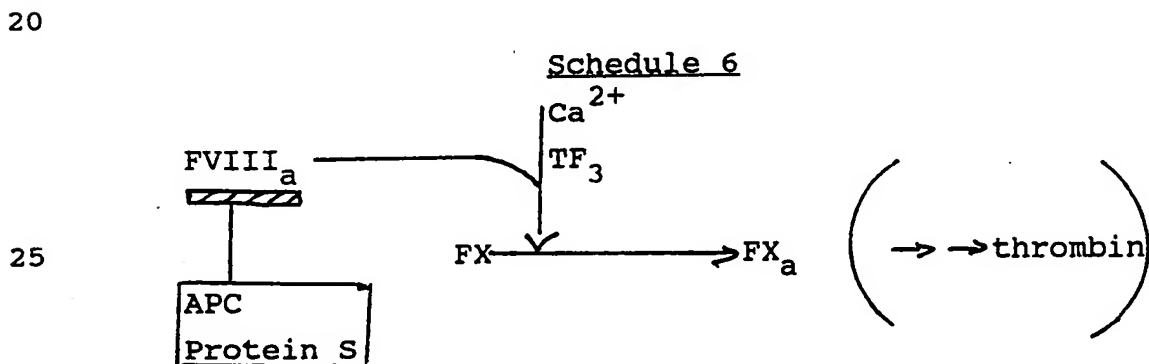 20
Schedule 6
Ca2+
FVIIIa
TF3
25
FX
FXa
( → → thrombin )
APC
Protein S